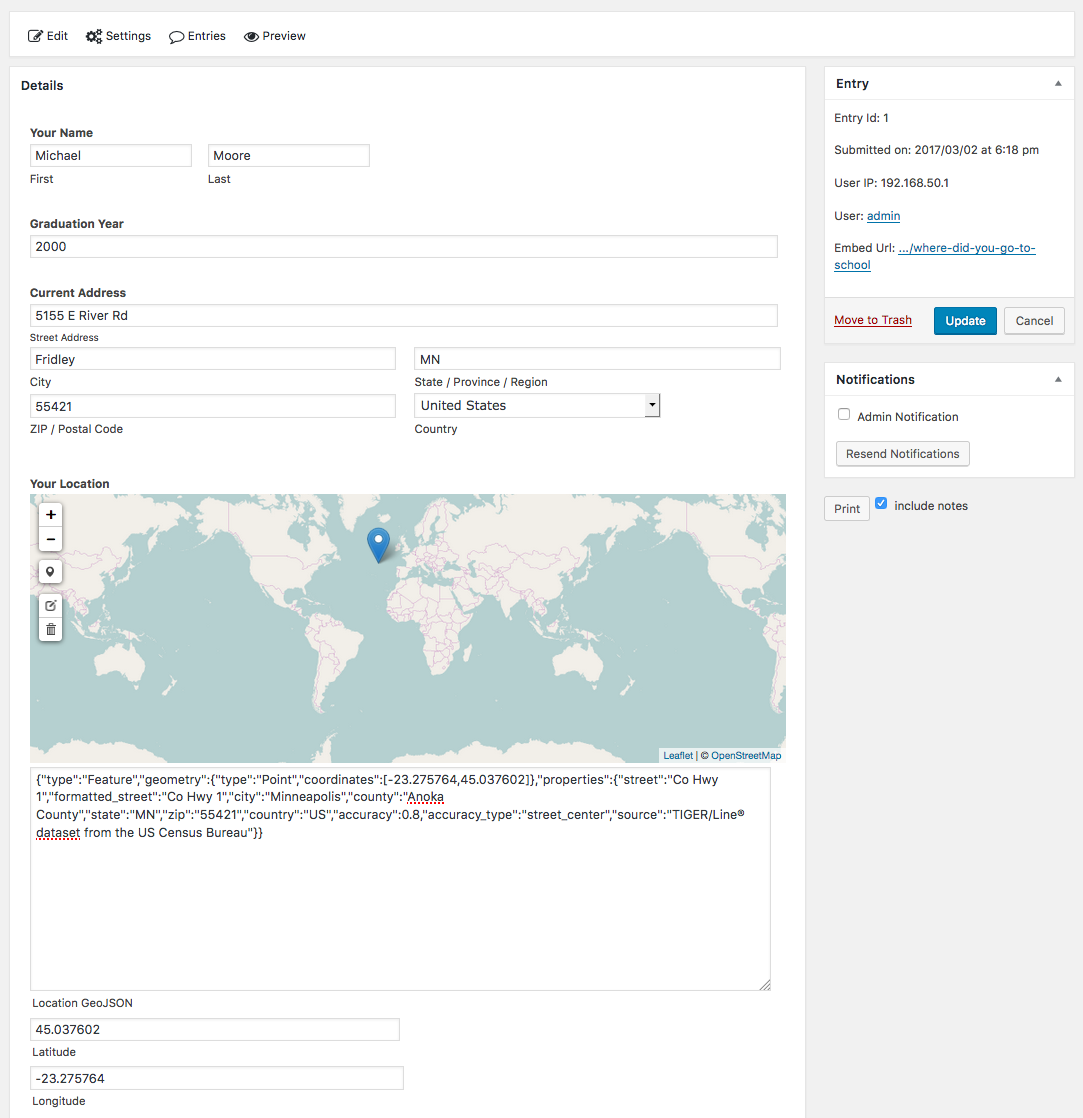 Edit Settings Entries Preview
Details
Your Name
Michael Moore
First Last
Graduation Year
2000
Current Address
5155 E River Rd
Street Address
Fridley MN
City State / Province / Region
55421 United States
ZIP / Postal Code Country
Your Location
+
−
Leaflet | © OpenStreetMap
{"type":"Feature","geometry":{"type":"Point","coordinates":[-23.275764,45.037602]},"properties":{"street":"Co Hwy
1","formatted_street":"Co Hwy 1","city":"Minneapolis","county":"Anoka
County","state":"MN","zip":"55421","country":"US","accuracy":0.8,"accuracy_type":"street_center","source":"TIGER/Line®
dataset from the US Census Bureau"}}
Location GeoJSON
45.037602
Latitude
-23.275764
Longitude
Entry
Entry Id: 1
Submitted on: 2017/03/02 at 6:18 pm
User IP: 192.168.50.1
User: admin
Embed Url: .../where-did-you-go-to-
school
Move to Trash Update Cancel
Notifications
Admin Notification
Resend Notifications
Print include notes